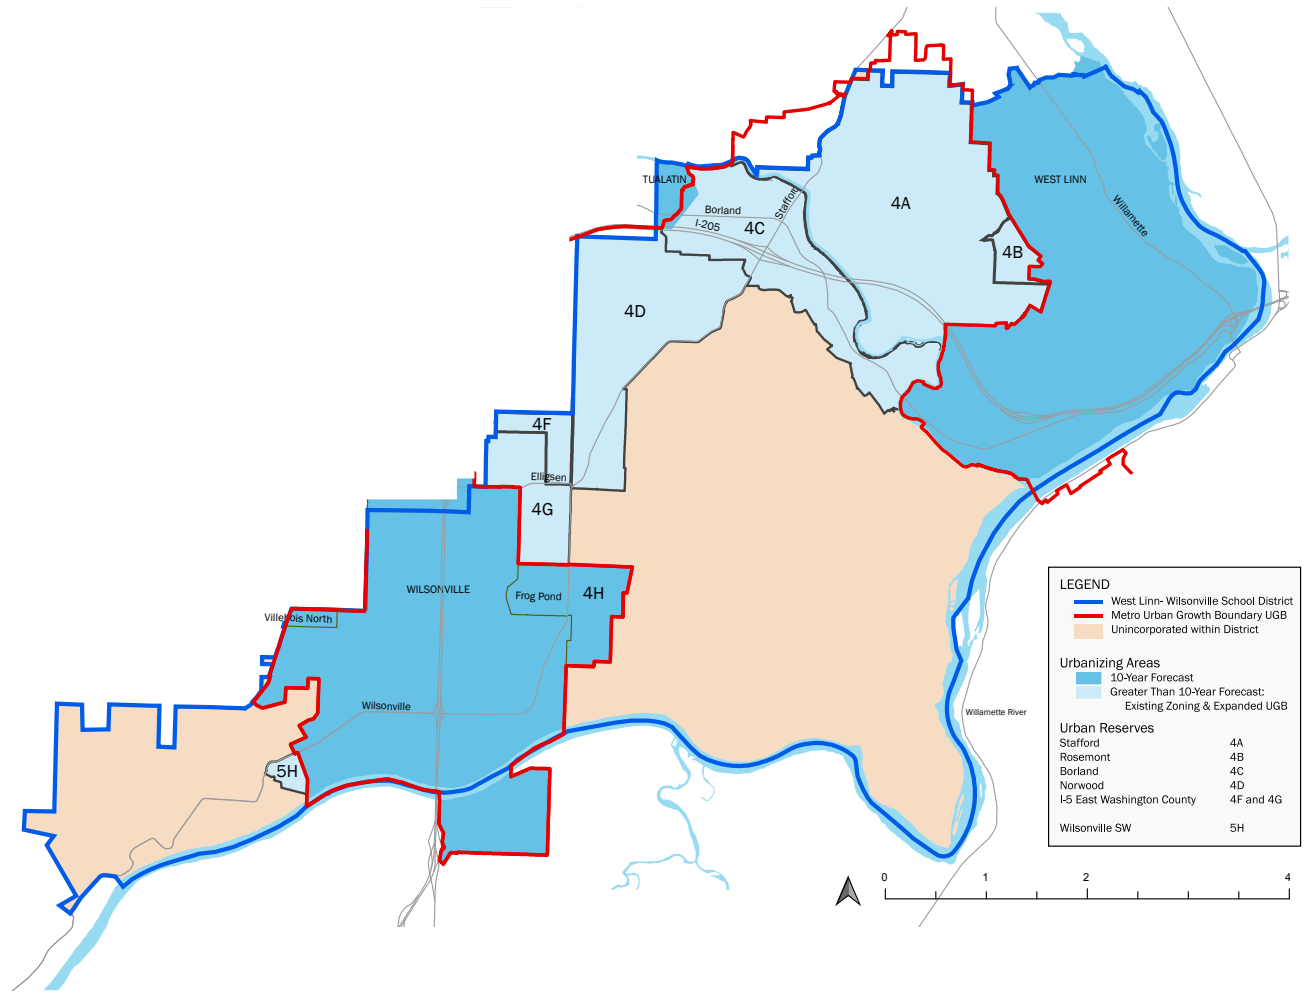 TUALATIN
WEST LINN
Borland
Stafford
I-205
4A
4C
4B
Willamette
4D
4F
Elligsen
4G
WILSONVILLE
Frog Pond
4H
Villebois North
Wilsonville
5H
Willamette River
LEGEND
West Linn- Wilsonville School District
Metro Urban Growth Boundary UGB
Unincorporated within District
Urbanizing Areas
10-Year Forecast
Greater Than 10-Year Forecast:
Existing Zoning & Expanded UGB
Urban Reserves
Stafford 4A
Rosemont 4B
Borland 4C
Norwood 4D
I-5 East Washington County 4F and 4G
Wilsonville SW 5H
0 1 2 4